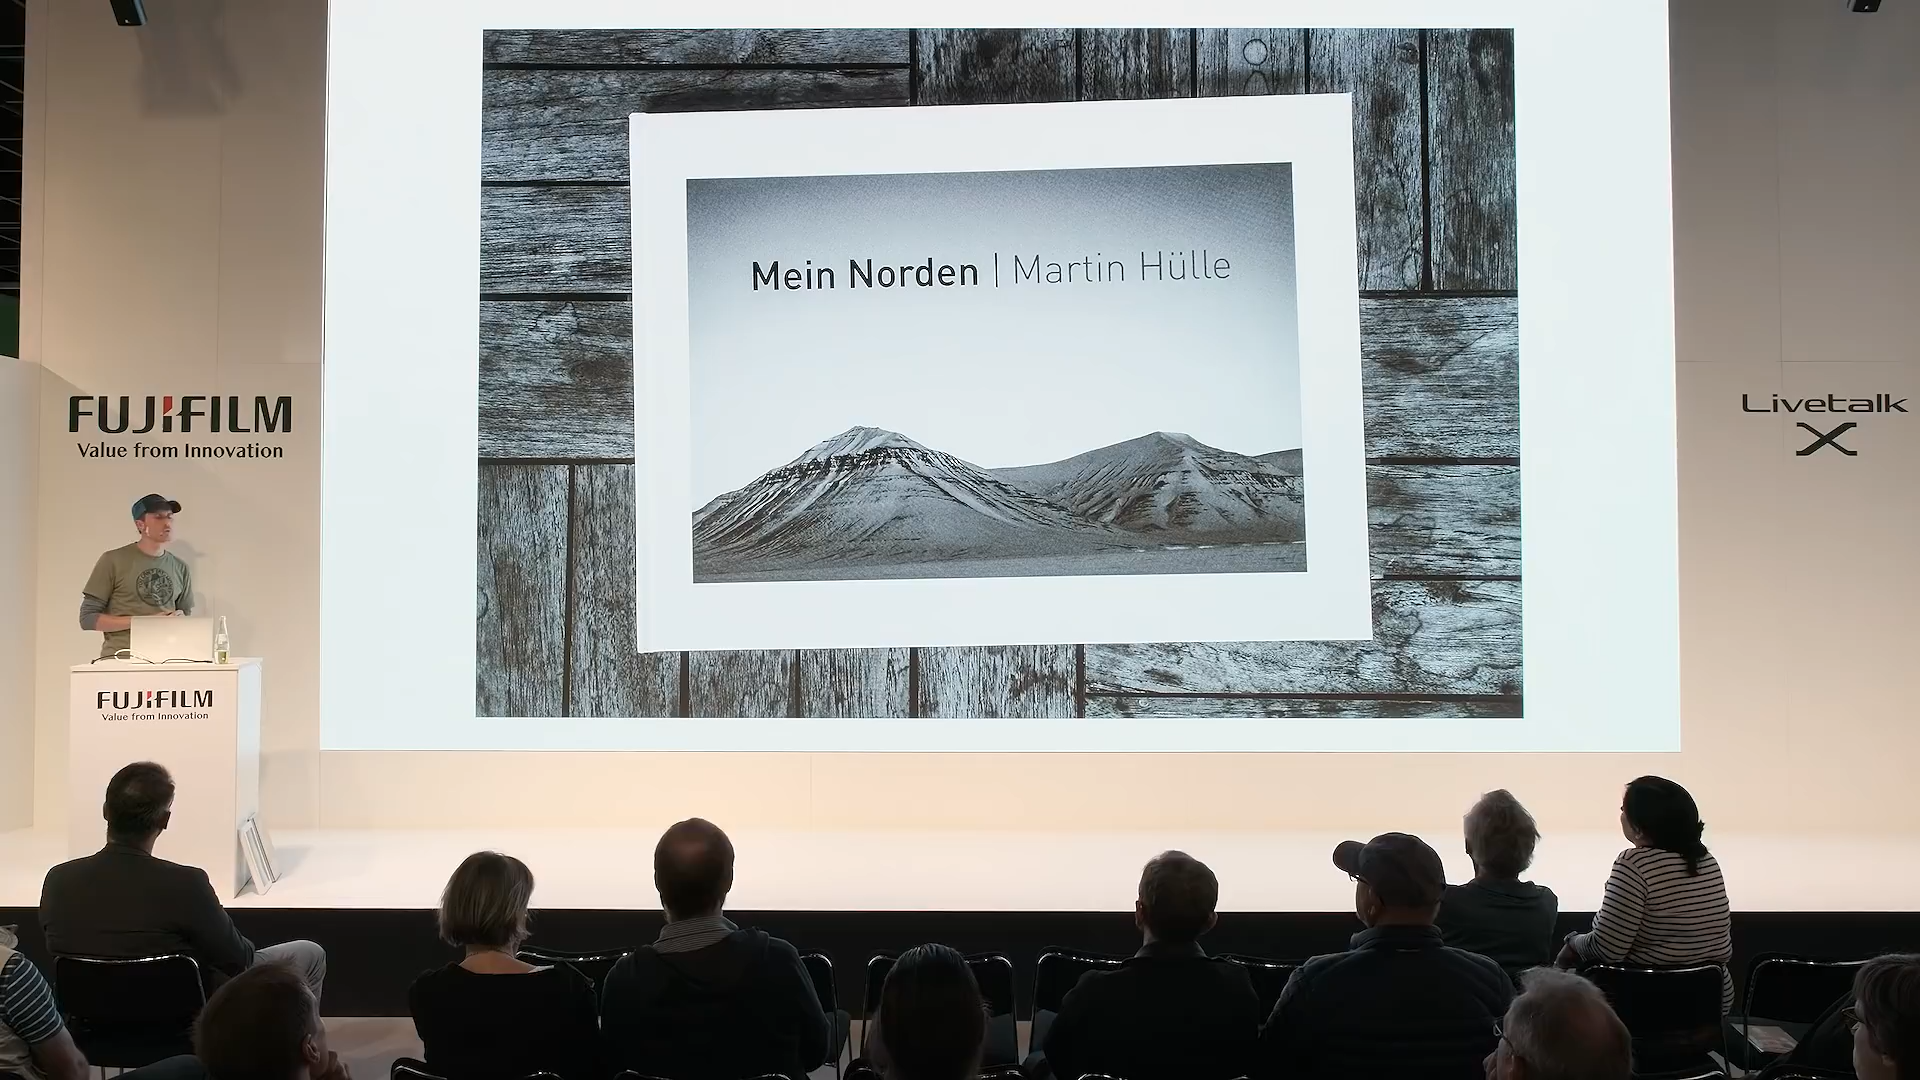 Mein Norden | Martin Hülle
FUJIFILM
Value from Innovation
Livetalk
X
FUJIFILM
Value from Innovation